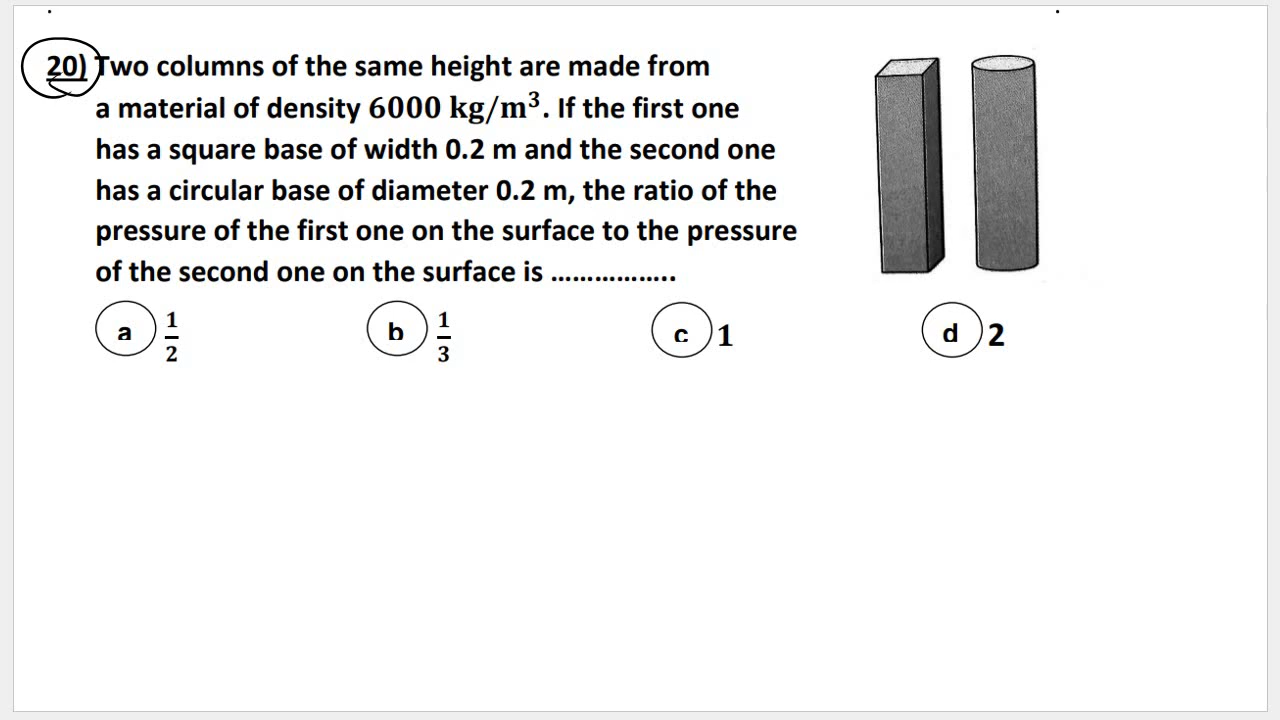 20) Two columns of the same height are made from
a material of density 6000 kg/m³. If the first one
has a square base of width 0.2 m and the second one
has a circular base of diameter 0.2 m, the ratio of the
pressure of the first one on the surface to the pressure
of the second one on the surface is ……………..
a 1/2 b 1/3 c 1 d 2